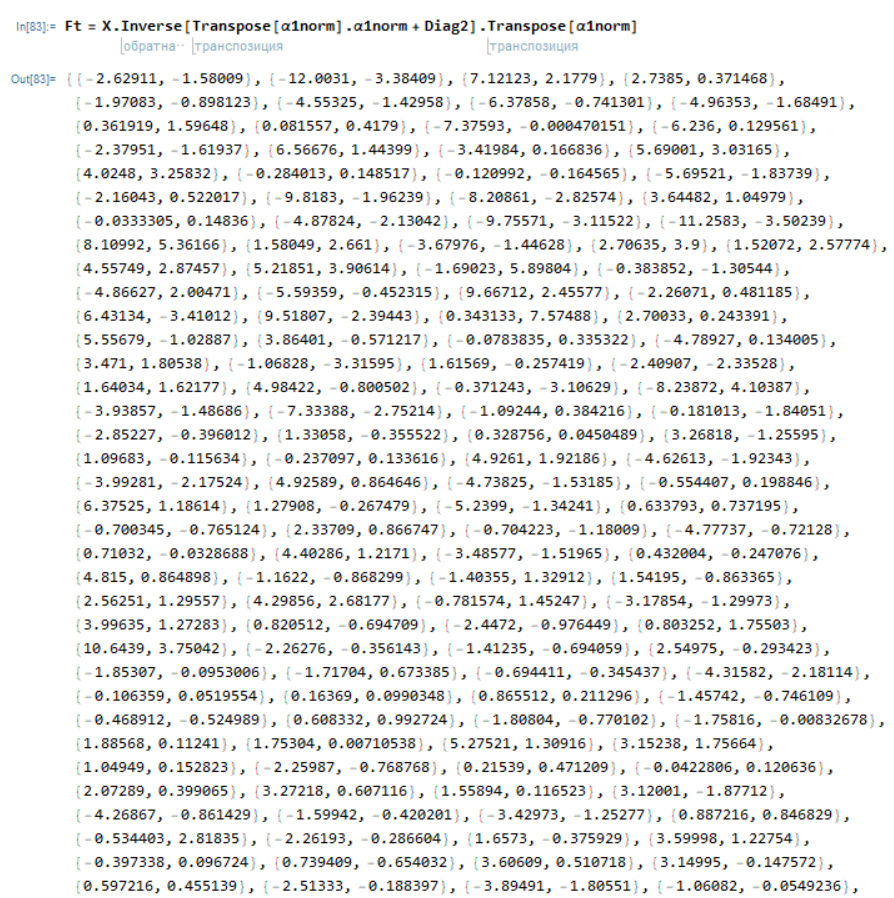 In[83]:= Ft = X.Inverse[Transpose[α1norm].α1norm + Diag2].Transpose[α1norm]
обратна·· транспозиция транспозиция
Out[83]= {{-2.62911, -1.58009}, {-12.0031, -3.38409}, {7.12123, 2.1779}, {2.7385, 0.371468},
{-1.97083, -0.898123}, {-4.55325, -1.42958}, {-6.37858, -0.741301}, {-4.96353, -1.68491},
{0.361919, 1.59648}, {0.081557, 0.4179}, {-7.37593, -0.000470151}, {-6.236, 0.129561},
{-2.37951, -1.61937}, {6.56676, 1.44399}, {-3.41984, 0.166836}, {5.69001, 3.03165},
{4.0248, 3.25832}, {-0.284013, 0.148517}, {-0.120992, -0.164565}, {-5.69521, -1.83739},
{-2.16043, 0.522017}, {-9.8183, -1.96239}, {-8.20861, -2.82574}, {3.64482, 1.04979},
{-0.0333305, 0.14836}, {-4.87824, -2.13042}, {-9.75571, -3.11522}, {-11.2583, -3.50239},
{8.10992, 5.36166}, {1.58049, 2.661}, {-3.67976, -1.44628}, {2.70635, 3.9}, {1.52072, 2.57774},
{4.55749, 2.87457}, {5.21851, 3.90614}, {-1.69023, 5.89804}, {-0.383852, -1.30544},
{-4.86627, 2.00471}, {-5.59359, -0.452315}, {9.66712, 2.45577}, {-2.26071, 0.481185},
{6.43134, -3.41012}, {9.51807, -2.39443}, {0.343133, 7.57488}, {2.70033, 0.243391},
{5.55679, -1.02887}, {3.86401, -0.571217}, {-0.0783835, 0.335322}, {-4.78927, 0.134005},
{3.471, 1.80538}, {-1.06828, -3.31595}, {1.61569, -0.257419}, {-2.40907, -2.33528},
{1.64034, 1.62177}, {4.98422, -0.800502}, {-0.371243, -3.10629}, {-8.23872, 4.10387},
{-3.93857, -1.48686}, {-7.33388, -2.75214}, {-1.09244, 0.384216}, {-0.181013, -1.84051},
{-2.85227, -0.396012}, {1.33058, -0.355522}, {0.328756, 0.0450489}, {3.26818, -1.25595},
{1.09683, -0.115634}, {-0.237097, 0.133616}, {4.9261, 1.92186}, {-4.62613, -1.92343},
{-3.99281, -2.17524}, {4.92589, 0.864646}, {-4.73825, -1.53185}, {-0.554407, 0.198846},
{6.37525, 1.18614}, {1.27908, -0.267479}, {-5.2399, -1.34241}, {0.633793, 0.737195},
{-0.700345, -0.765124}, {2.33709, 0.866747}, {-0.704223, -1.18009}, {-4.77737, -0.72128},
{0.71032, -0.0328688}, {4.40286, 1.2171}, {-3.48577, -1.51965}, {0.432004, -0.247076},
{4.815, 0.864898}, {-1.1622, -0.868299}, {-1.40355, 1.32912}, {1.54195, -0.863365},
{2.56251, 1.29557}, {4.29856, 2.68177}, {-0.781574, 1.45247}, {-3.17854, -1.29973},
{3.99635, 1.27283}, {0.820512, -0.694709}, {-2.4472, -0.976449}, {0.803252, 1.75503},
{10.6439, 3.75042}, {-2.26276, -0.356143}, {-1.41235, -0.694059}, {2.54975, -0.293423},
{-1.85307, -0.0953006}, {-1.71704, 0.673385}, {-0.694411, -0.345437}, {-4.31582, -2.18114},
{-0.106359, 0.0519554}, {0.16369, 0.0990348}, {0.865512, 0.211296}, {-1.45742, -0.746109},
{-0.468912, -0.524989}, {0.608332, 0.992724}, {-1.80804, -0.770102}, {-1.75816, -0.00832678},
{1.88568, 0.11241}, {1.75304, 0.00710538}, {5.27521, 1.30916}, {3.15238, 1.75664},
{1.04949, 0.152823}, {-2.25987, -0.768768}, {0.21539, 0.471209}, {-0.0422806, 0.120636},
{2.07289, 0.399065}, {3.27218, 0.607116}, {1.55894, 0.116523}, {3.12001, -1.87712},
{-4.26867, -0.861429}, {-1.59942, -0.420201}, {-3.42973, -1.25277}, {0.887216, 0.846829},
{-0.534403, 2.81835}, {-2.26193, -0.286604}, {1.6573, -0.375929}, {3.59998, 1.22754},
{-0.397338, 0.096724}, {0.739409, -0.654032}, {3.60609, 0.510718}, {3.14995, -0.147572},
{0.597216, 0.455139}, {-2.51333, -0.188397}, {-3.89491, -1.80551}, {-1.06082, -0.0549236},